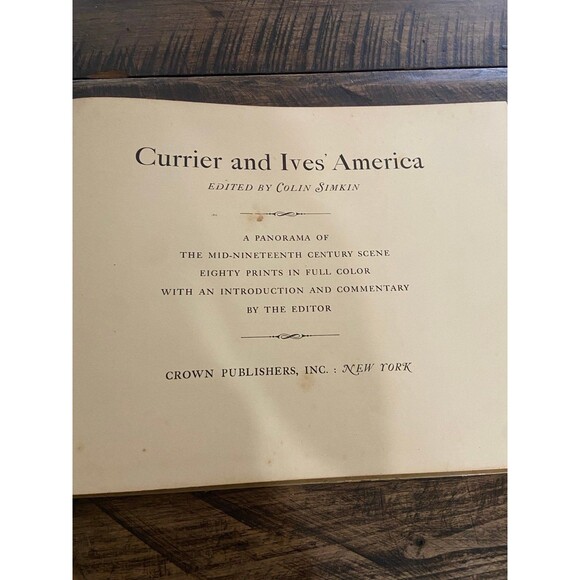 Currier and Ives' America
EDITED BY COLIN SIMKIN
A PANORAMA OF
THE MID-NINETEENTH CENTURY SCENE
EIGHTY PRINTS IN FULL COLOR
WITH AN INTRODUCTION AND COMMENTARY
BY THE EDITOR
CROWN PUBLISHERS, INC. : NEW YORK